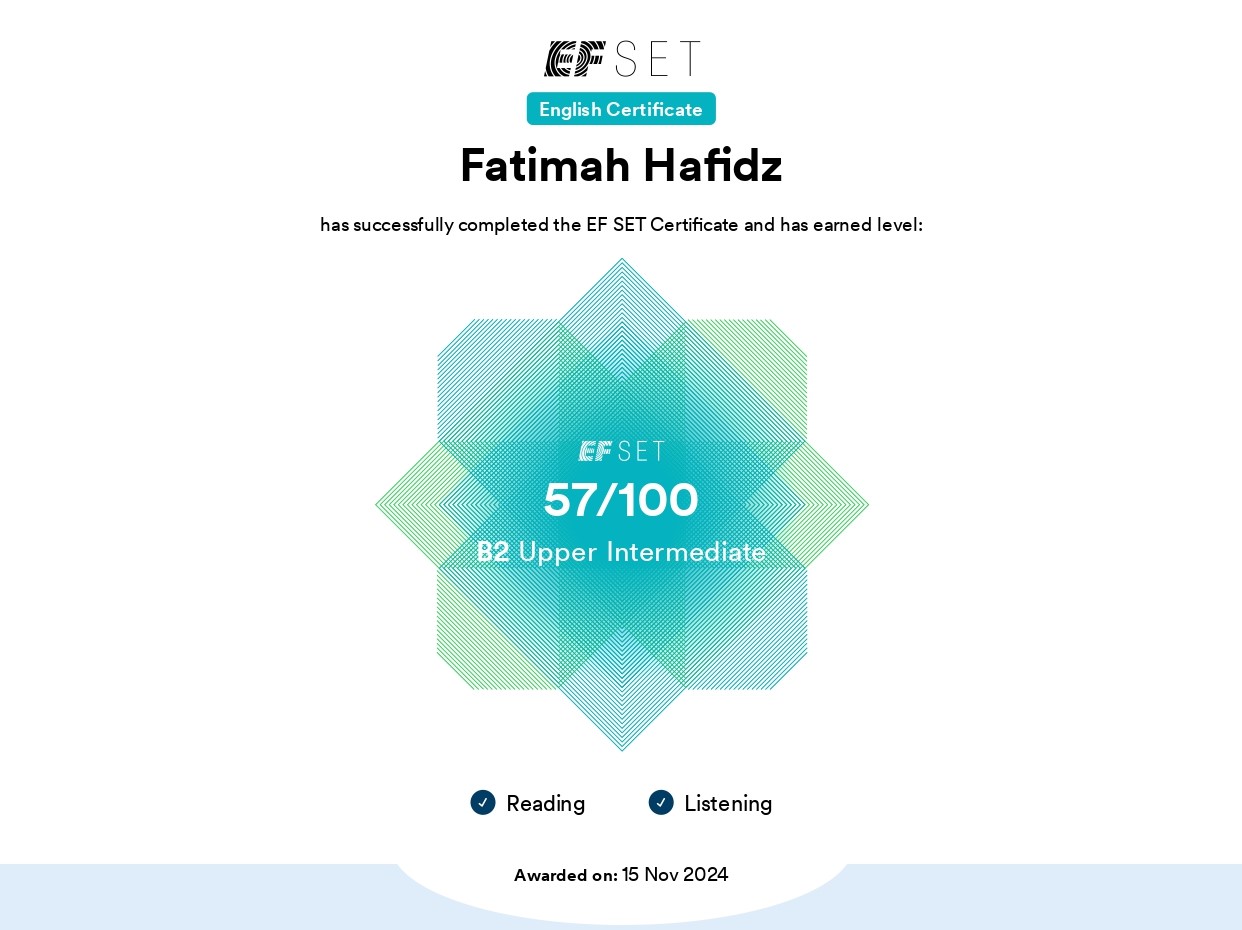 EF SET
English Certificate
Fatimah Hafidz
has successfully completed the EF SET Certificate and has earned level:
EF SET
57/100
B2 Upper Intermediate
Reading Listening
Awarded on: 15 Nov 2024